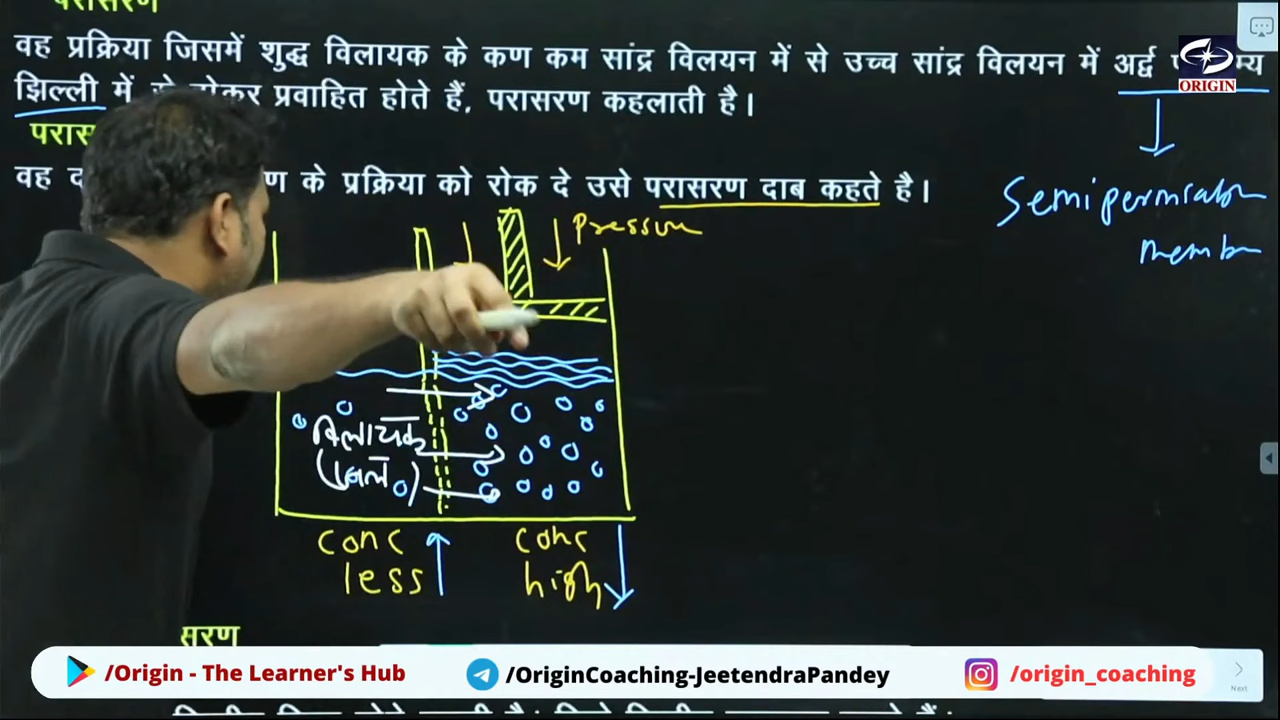 परासरण
वह प्रक्रिया जिसमें शुद्ध विलायक के कण कम सांद्र विलयन में से उच्च सांद्र विलयन में अर्द्ध
झिल्ली में से होकर प्रवाहित होते हैं, परासरण कहलाती है।
ORIGIN
वह के प्रक्रिया को रोक दे उसे परासरण दाब कहते है।
Pressure
विलायक
(जल)
conc
less
conc
high
सरण
/Origin - The Learner's Hub
/OriginCoaching-JeetendraPandey
/origin_coaching
Next